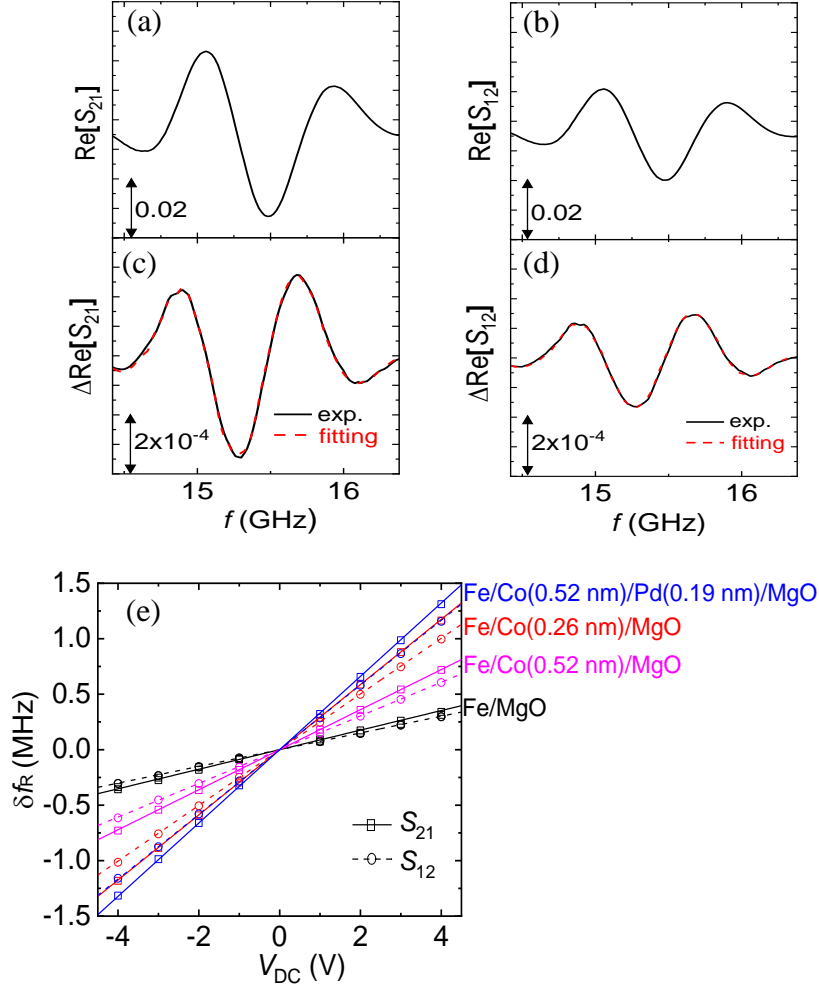 (a)
(b)
Re[S21]
Re[S12]
0.02
0.02
(c)
(d)
ΔRe[S21]
ΔRe[S12]
exp.
fitting
exp.
fitting
2x10-4
2x10-4
15
16
15
16
f (GHz)
f (GHz)
(e)
1.5
1.0
0.5
0.0
-0.5
-1.0
-1.5
δfR (MHz)
Fe/Co(0.52 nm)/Pd(0.19 nm)/MgO
Fe/Co(0.26 nm)/MgO
Fe/Co(0.52 nm)/MgO
Fe/MgO
S21
S12
-4
-2
0
2
4
VDC (V)